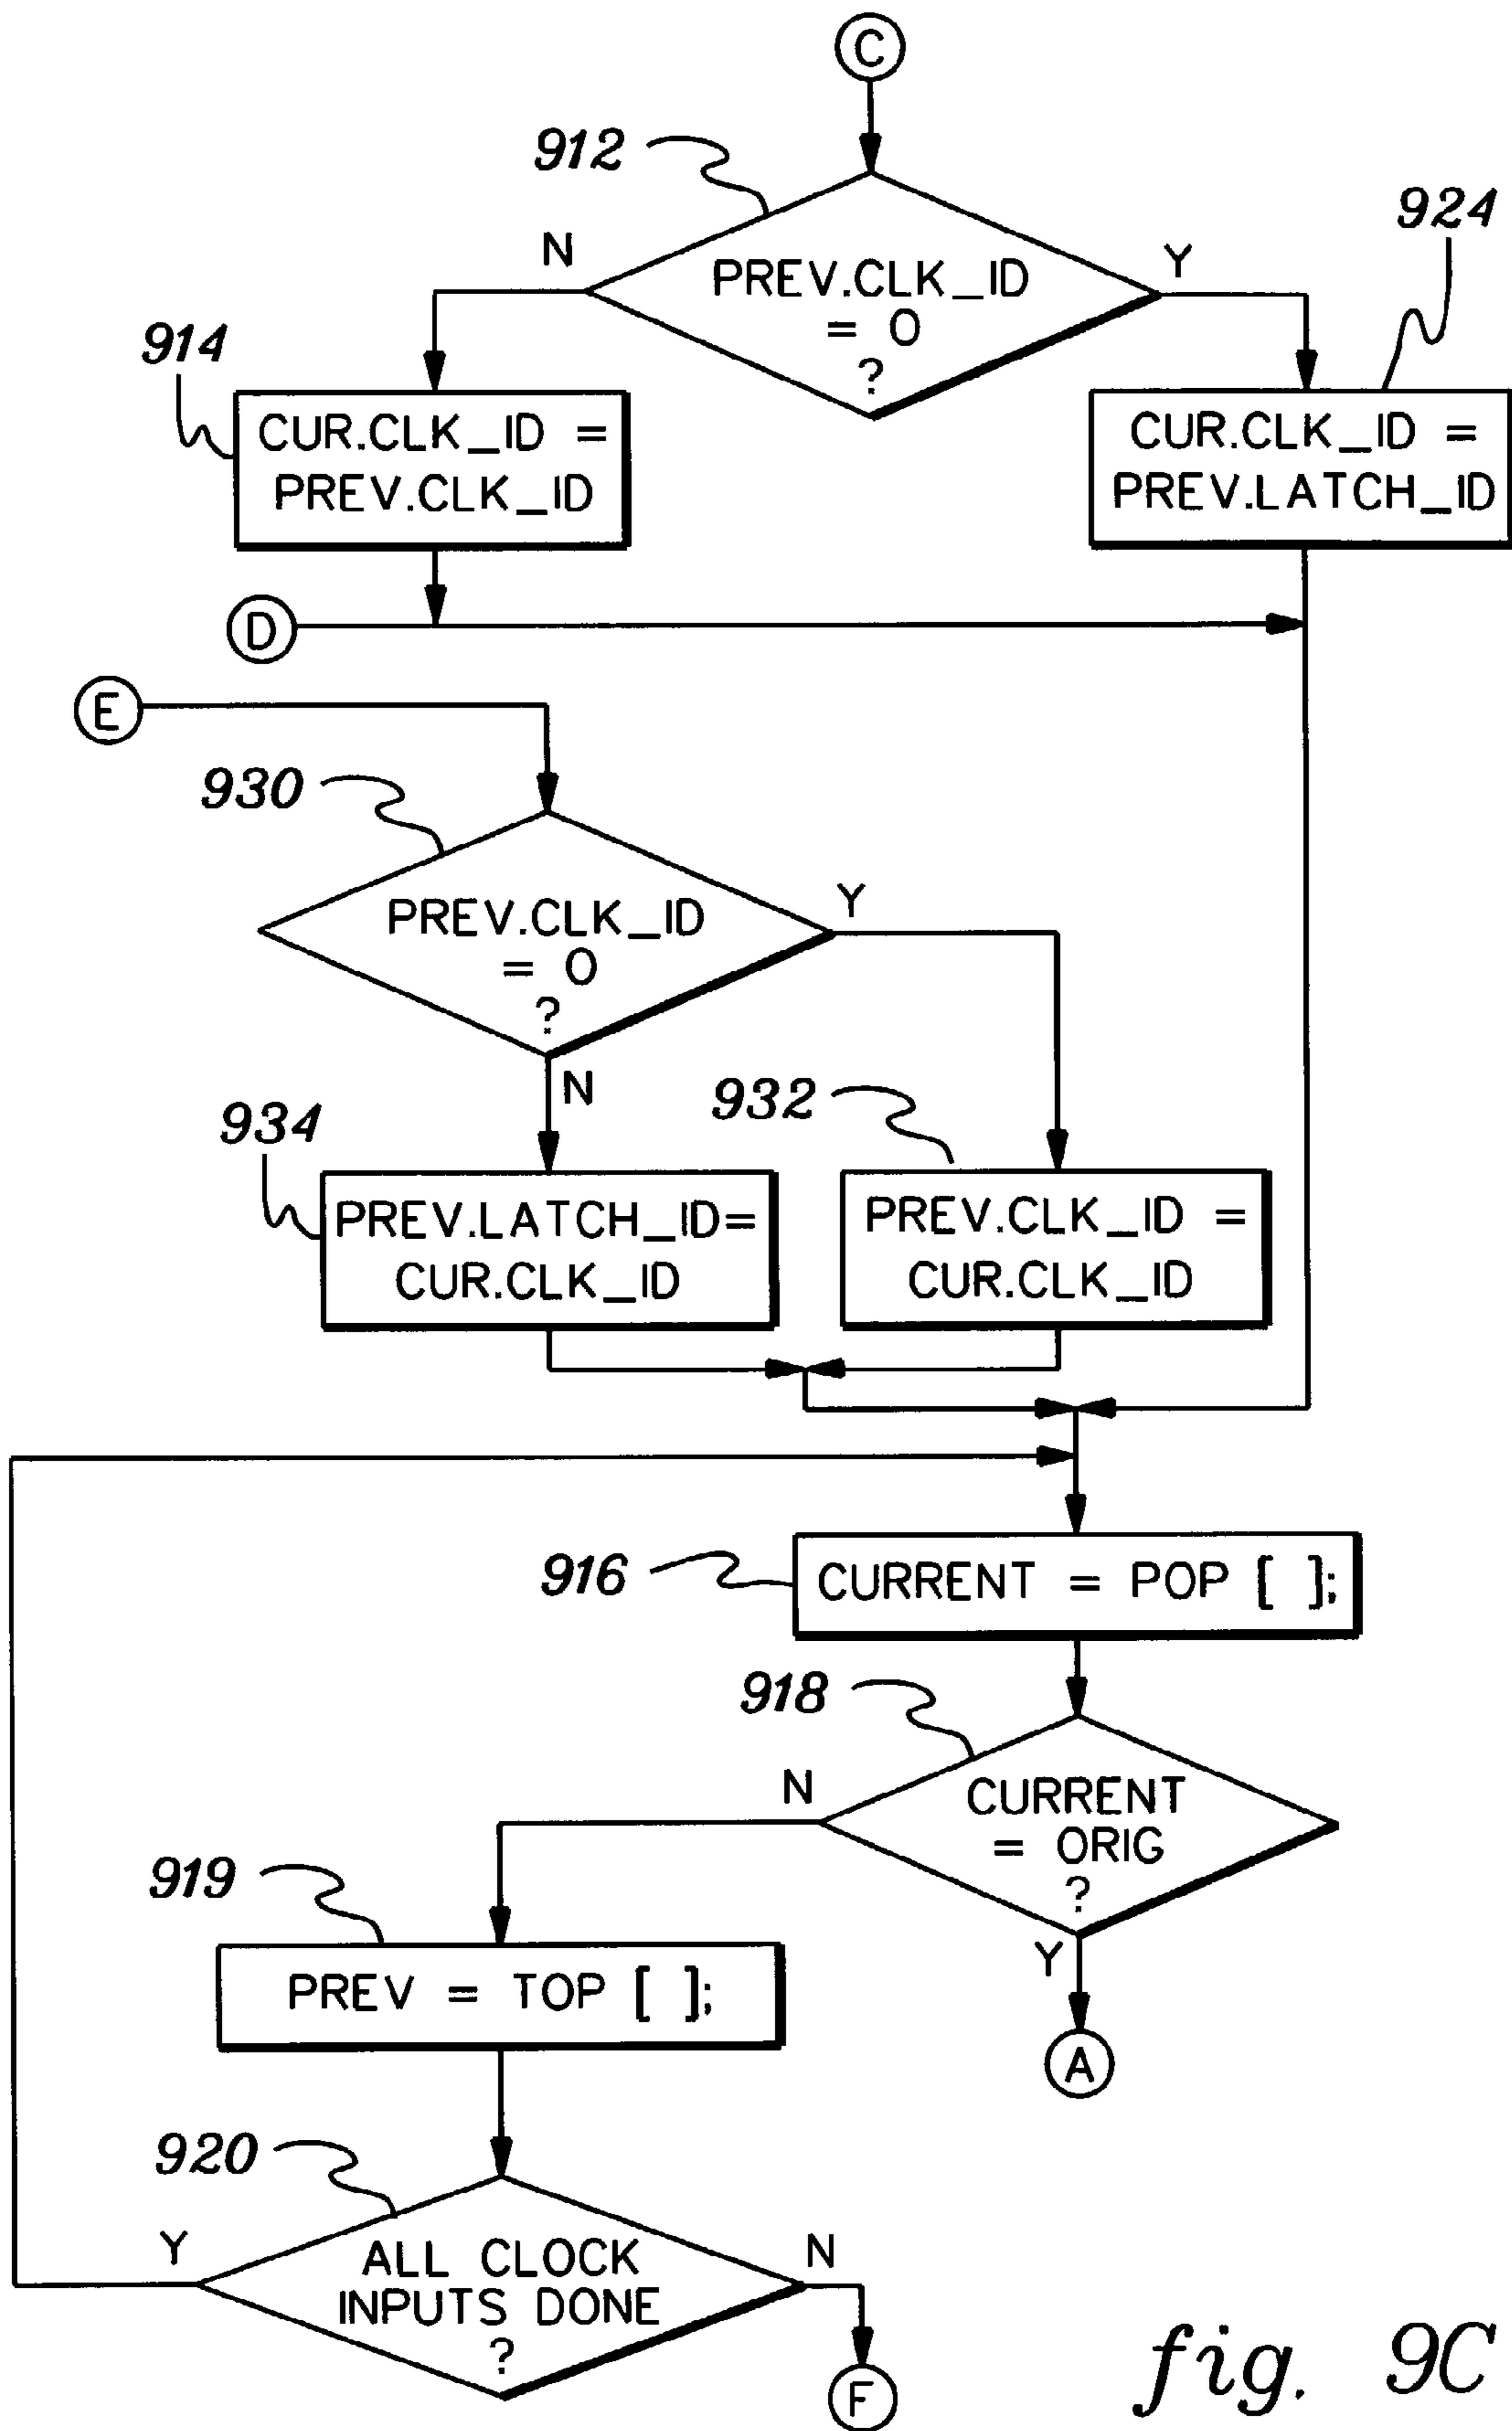 C
912
924
N
Y
PREV.CLK_ID
= 0
?
914
CUR.CLK_ID =
PREV.CLK_ID
CUR.CLK_ID =
PREV.LATCH_ID
D
E
930
Y
PREV.CLK_ID
= 0
?
N
932
934
PREV.LATCH_ID=
CUR.CLK_ID
PREV.CLK_ID =
CUR.CLK_ID
916
CURRENT = POP [ ];
918
N
CURRENT
= ORIG
?
919
Y
PREV = TOP [ ];
A
920
Y
N
ALL CLOCK
INPUTS DONE
?
F
fig. 9C